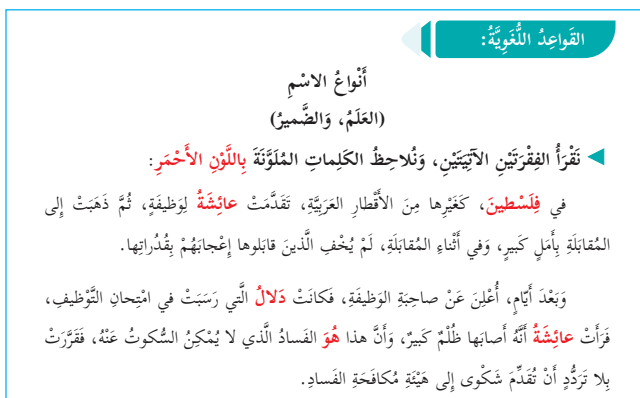 القَواعِدُ اللُّغَوِيَّةُ:
أَنْواعُ الاسْمِ
(العَلَمُ، وَالضَّميرُ)
نَقْرَأُ الفِقْرَتَيْنِ الآتِيَتَيْنِ، وَنُلاحِظُ الكَلِماتِ المُلَوَّنَةَ بِاللَّوْنِ الأَحْمَرِ:
في فِلَسْطينَ، كَغَيْرِها مِنَ الأَقْطارِ العَرَبِيَّةِ، تَقَدَّمَتْ عائِشَةُ لِوَظيفَةٍ، ثُمَّ ذَهَبَتْ إِلى
المُقابَلَةِ بِأَمَلٍ كَبيرٍ، وَفي أَثْناءِ المُقابَلَةِ، لَمْ يُخْفِ الَّذينَ قابَلوها إِعْجابَهُمْ بِقُدُراتِها.
وَبَعْدَ أَيّامٍ، أُعْلِنَ عَنْ صاحِبَةِ الوَظيفَةِ، فَكانَتْ دَلالُ الَّتي رَسَبَتْ في امْتِحانِ التَّوْظيفِ،
فَرَأَتْ عائِشَةُ أَنَّهُ أَصابَها ظُلْمٌ كَبيرٌ، وَأَنَّ هذا هُوَ الفَسادُ الَّذي لا يُمْكِنُ السُّكوتُ عَنْهُ، فَقَرَّرَتْ
بِلا تَرَدُّدٍ أَنْ تُقَدِّمَ شَكْوى إِلى هَيْئَةِ مُكافَحَةِ الفَسادِ.